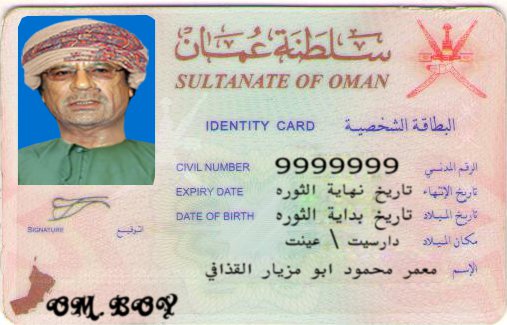 سلطنة عمان
SULTANATE OF OMAN
IDENTITY CARD البطاقة الشخصية
CIVIL NUMBER 9999999 الرقم المدنـي
EXPIRY DATE تاريخ نهاية الثوره تاريخ الإنتهاء
DATE OF BIRTH تاريخ بداية الثوره تاريخ الميلاد
دارسيت \ عينت مكان الميلاد
معمر محمود ابو مزيار القذافي الإسم
SIGNATURE التوقيـع
OM. BOY